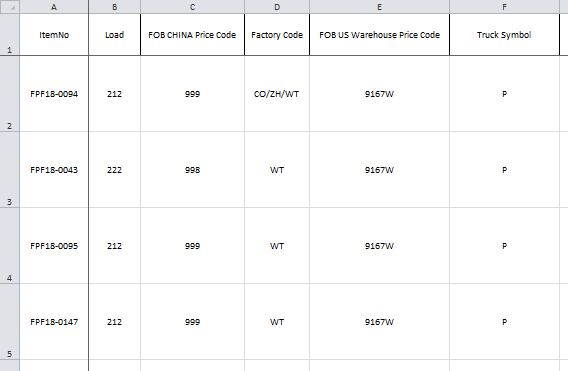 A B C D E F
1 ItemNo Load FOB CHINA Price Code Factory Code FOB US Warehouse Price Code Truck Symbol
2 FPF18-0094 212 999 CO/ZH/WT 9167W P
3 FPF18-0043 222 998 WT 9167W P
4 FPF18-0095 212 999 WT 9167W P
5 FPF18-0147 212 999 WT 9167W P